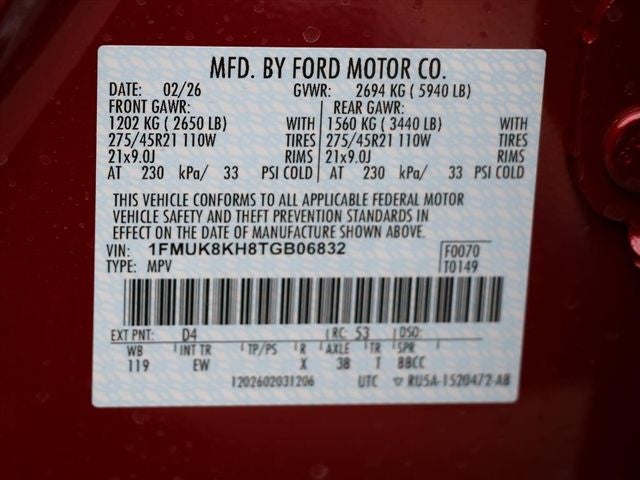 MFD. BY FORD MOTOR CO.
DATE: 02/26 GVWR: 2694 KG ( 5940 LB)
FRONT GAWR: REAR GAWR:
1202 KG ( 2650 LB) WITH 1560 KG ( 3440 LB) WITH
275/45R21 110W TIRES 275/45R21 110W TIRES
21x9.0J RIMS 21x9.0J RIMS
AT 230 kPa/ 33 PSI COLD AT 230 kPa/ 33 PSI COLD
THIS VEHICLE CONFORMS TO ALL APPLICABLE FEDERAL MOTOR
VEHICLE SAFETY AND THEFT PREVENTION STANDARDS IN
EFFECT ON THE DATE OF MANUFACTURE SHOWN ABOVE.
VIN: 1FMUK8KH8TGB06832 F0070
TYPE: MPV T0149
EXT PNT: D4 RC: 53 DSO:
WB INT TR TP/PS R AXLE TR SPR
119 EW X 38 T BBCC
1202602031206 UTC ▽ RU5A-1520472-AB